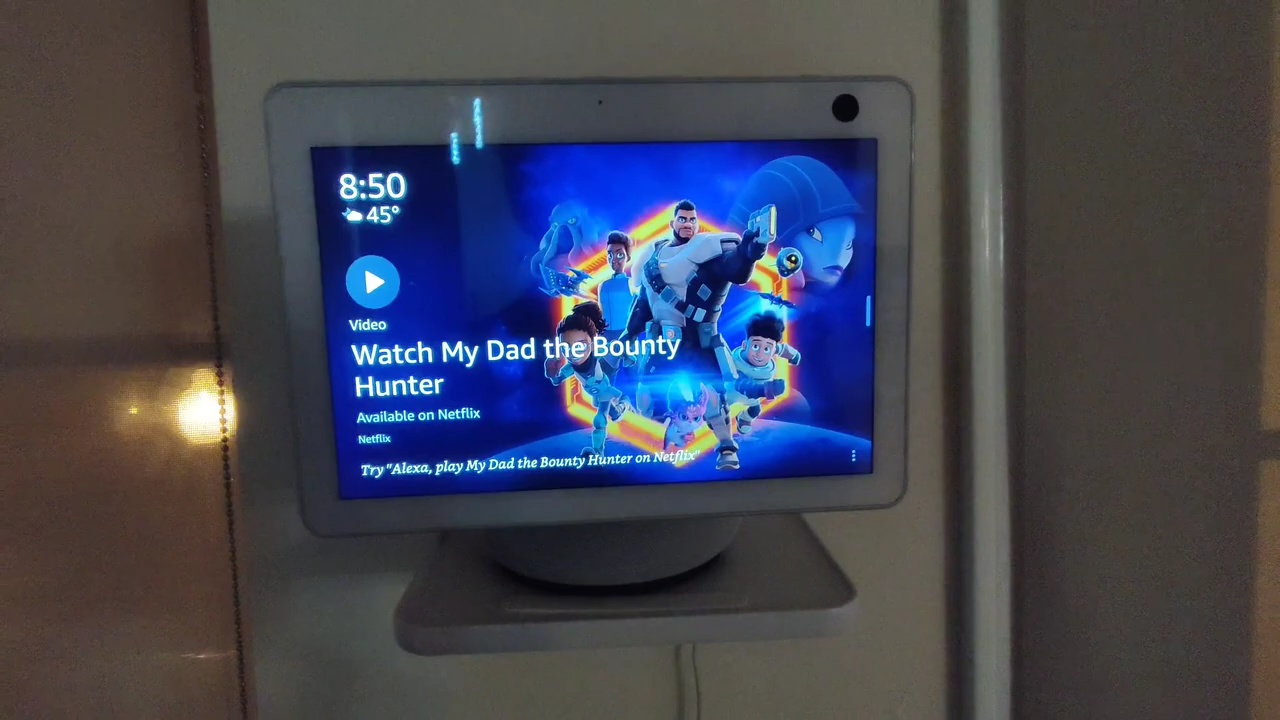 8:50
45°
Video
Watch My Dad the Bounty
Hunter
Available on Netflix
Netflix
Try "Alexa, play My Dad the Bounty Hunter on Netflix"